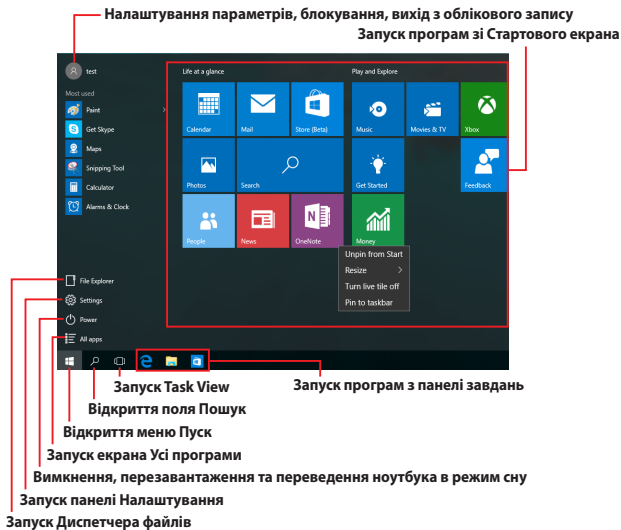 Налаштування параметрів, блокування, вихід з облікового запису
Запуск програм зі Стартового екрана
test
Life at a glance
Play and Explore
Most used
Paint
Get Skype
Maps
Snipping Tool
Calculator
Alarms & Clock
Calendar
Mail
Store (Beta)
Music
Movies & TV
Xbox
Photos
Search
Get Started
Feedback
People
News
OneNote
Money
Unpin from Start
Resize
Turn live tile off
Pin to taskbar
File Explorer
Settings
Power
All apps
Запуск Task View
Запуск програм з панелі завдань
Відкриття поля Пошук
Відкриття меню Пуск
Запуск екрана Усі програми
Вимкнення, перезавантаження та переведення ноутбука в режим сну
Запуск панелі Налаштування
Запуск Диспетчера файлів